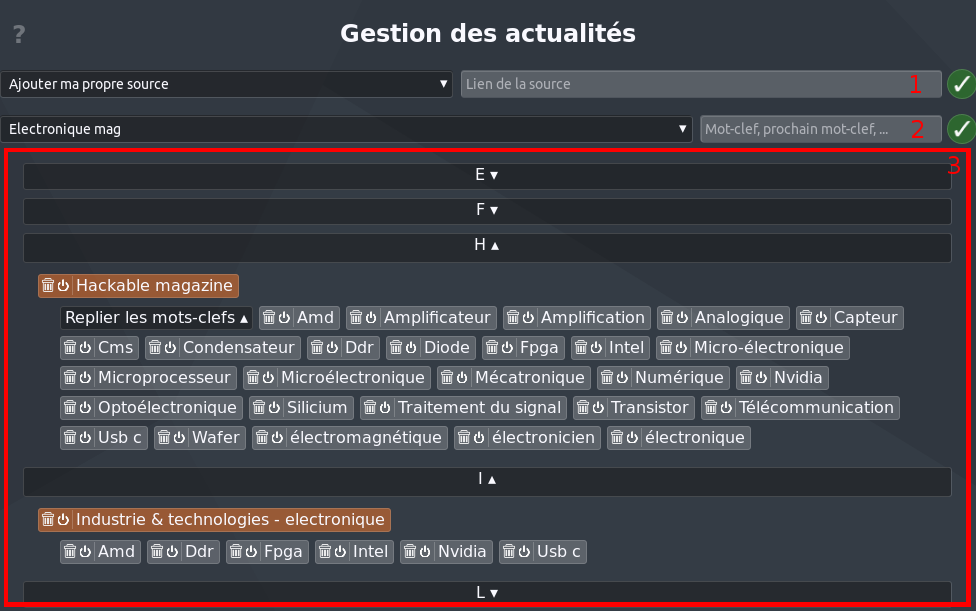 ?
Gestion des actualités
Ajouter ma propre source ▼ Lien de la source 1
Electronique mag ▼ Mot-clef, prochain mot-clef, ... 2
3
E ▾
F ▾
H ▴
Hackable magazine
Replier les mots-clefs ▴ Amd Amplificateur Amplification Analogique Capteur
Cms Condensateur Ddr Diode Fpga Intel Micro-électronique
Microprocesseur Microélectronique Mécatronique Numérique Nvidia
Optoélectronique Silicium Traitement du signal Transistor Télécommunication
Usb c Wafer électromagnétique électronicien électronique
I ▴
Industrie & technologies - electronique
Amd Ddr Fpga Intel Nvidia Usb c
L ▾